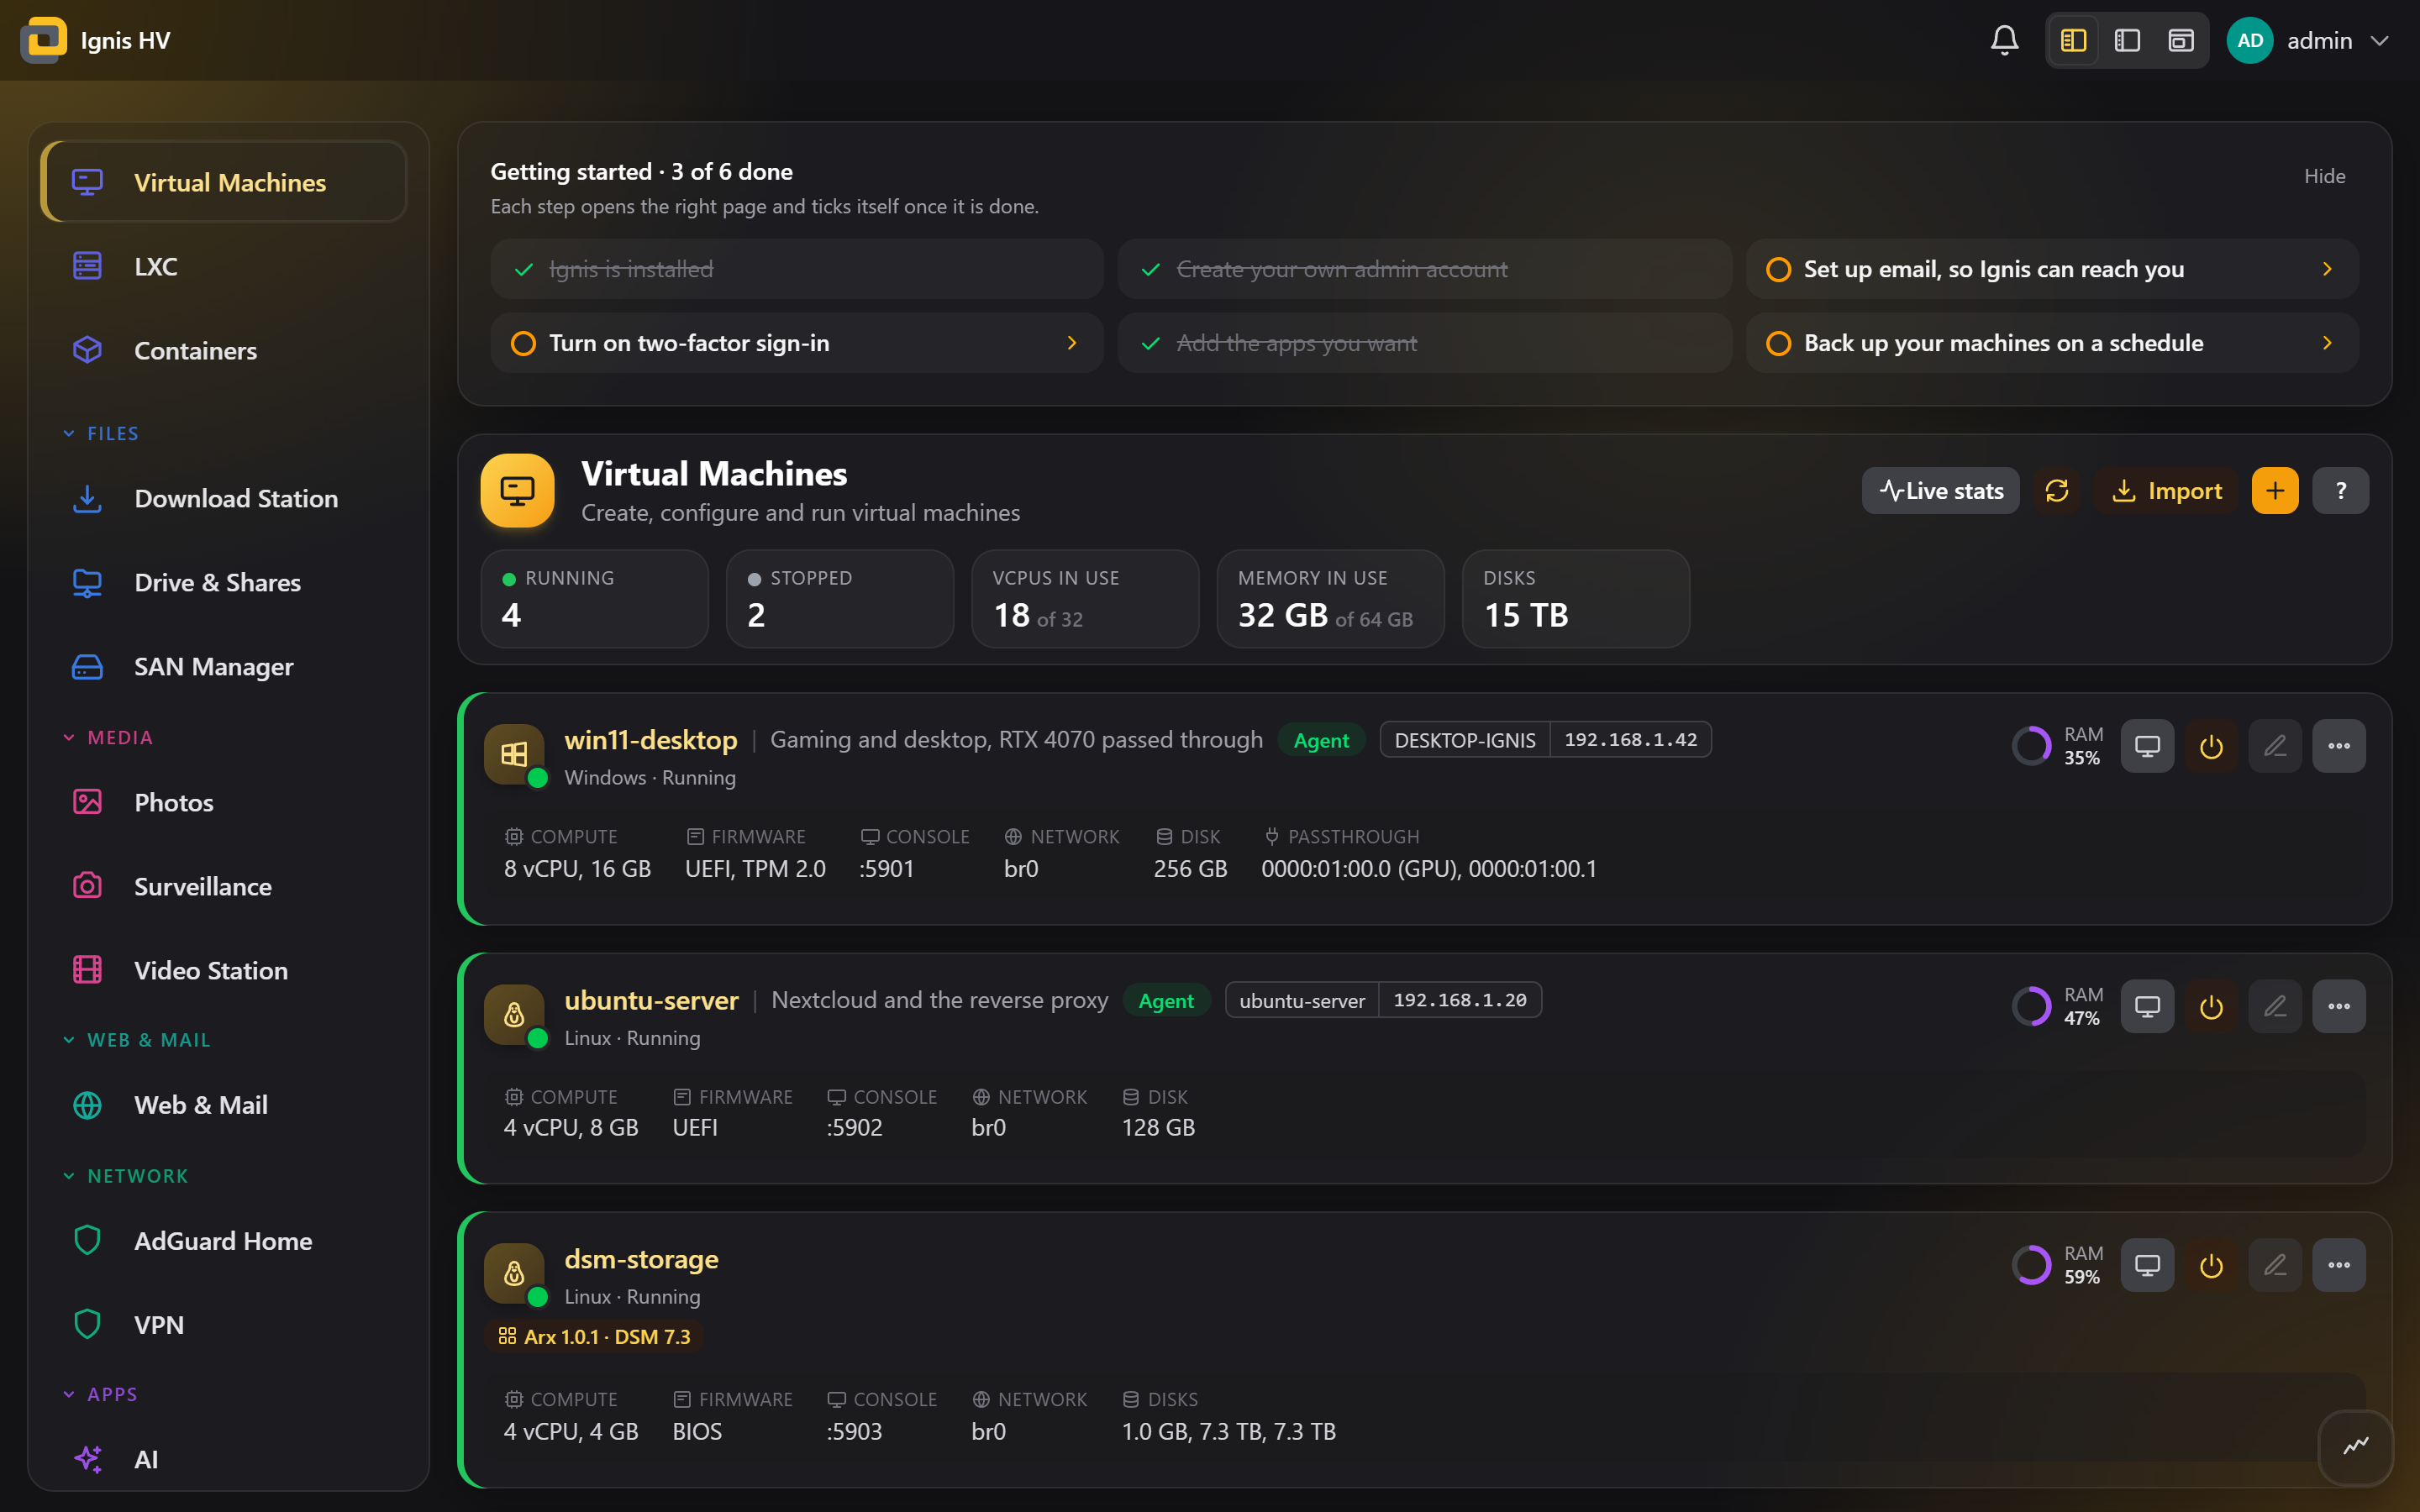 Ignis HV
AD admin
Virtual Machines
LXC
Containers
FILES
Download Station
Drive & Shares
SAN Manager
MEDIA
Photos
Surveillance
Video Station
WEB & MAIL
Web & Mail
NETWORK
AdGuard Home
VPN
APPS
AI
Getting started · 3 of 6 done
Hide
Each step opens the right page and ticks itself once it is done.
Ignis is installed
Create your own admin account
Set up email, so Ignis can reach you
Turn on two-factor sign-in
Add the apps you want
Back up your machines on a schedule
Virtual Machines
Create, configure and run virtual machines
Live stats
Import
?
RUNNING
4
STOPPED
2
VCPUS IN USE
18 of 32
MEMORY IN USE
32 GB of 64 GB
DISKS
15 TB
win11-desktop | Gaming and desktop, RTX 4070 passed through Agent DESKTOP-IGNIS 192.168.1.42
Windows · Running
RAM
35%
COMPUTE FIRMWARE CONSOLE NETWORK DISK PASSTHROUGH
8 vCPU, 16 GB UEFI, TPM 2.0 :5901 br0 256 GB 0000:01:00.0 (GPU), 0000:01:00.1
ubuntu-server | Nextcloud and the reverse proxy Agent ubuntu-server 192.168.1.20
Linux · Running
RAM
47%
COMPUTE FIRMWARE CONSOLE NETWORK DISK
4 vCPU, 8 GB UEFI :5902 br0 128 GB
dsm-storage
Linux · Running
RAM
59%
Arx 1.0.1 · DSM 7.3
COMPUTE FIRMWARE CONSOLE NETWORK DISKS
4 vCPU, 4 GB BIOS :5903 br0 1.0 GB, 7.3 TB, 7.3 TB